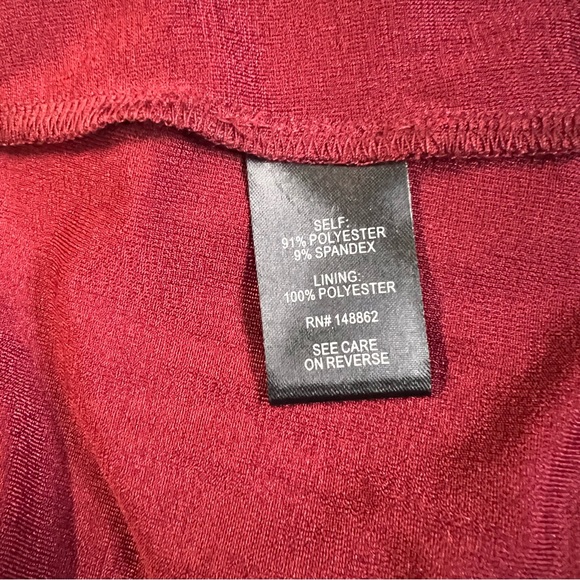 SELF:
91% POLYESTER
9% SPANDEX
LINING:
100% POLYESTER
RN# 148862
SEE CARE
ON REVERSE